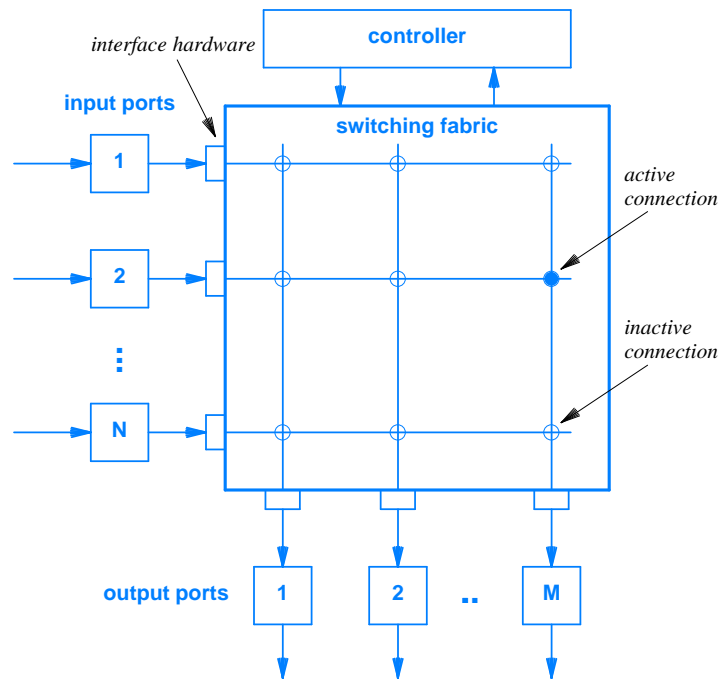 controller
interface hardware
input ports
switching fabric
1
active
connection
2
inactive
connection
N
output ports
1
2
..
M